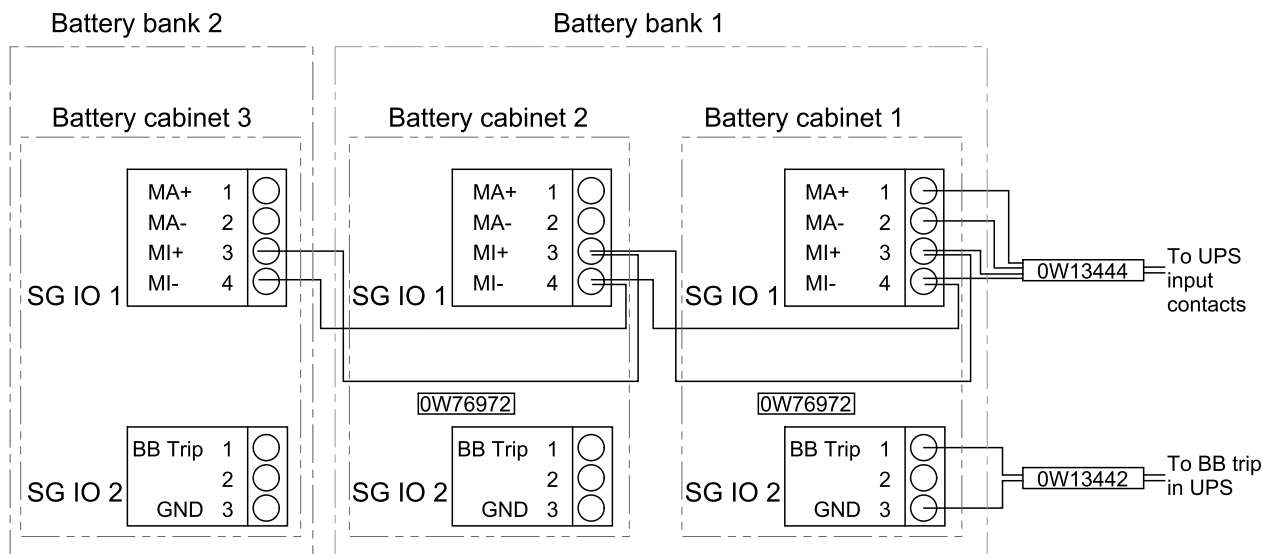 Battery bank 2
Battery bank 1
Battery cabinet 3
Battery cabinet 2
Battery cabinet 1
MA+ 1
MA- 2
MI+ 3
MI- 4
SG IO 1
MA+ 1
MA- 2
MI+ 3
MI- 4
SG IO 1
MA+ 1
MA- 2
MI+ 3
MI- 4
SG IO 1
0W13444
To UPS
input
contacts
0W76972
0W76972
BB Trip 1
2
GND 3
SG IO 2
BB Trip 1
2
GND 3
SG IO 2
BB Trip 1
2
GND 3
SG IO 2
0W13442
To BB trip
in UPS